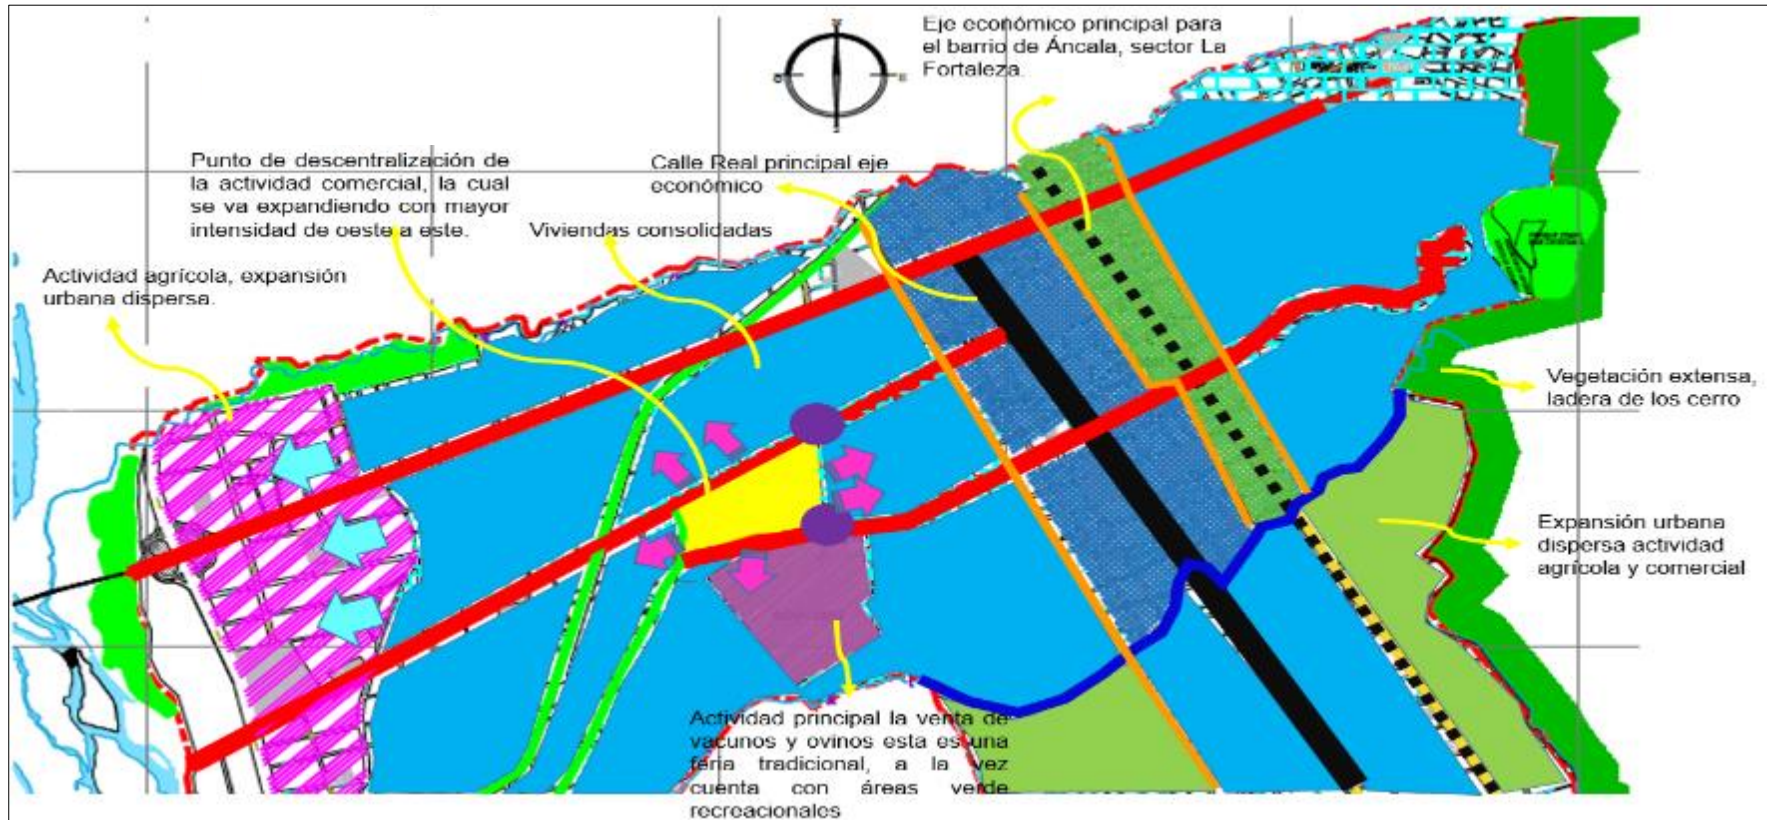 Eje económico principal para
el barrio de Áncala, sector La
Fortaleza.
Punto de descentralización de
la actividad comercial, la cual
se va expandiendo con mayor
intensidad de oeste a este.
Calle Real principal eje
económico
Viviendas consolidadas
Actividad agrícola, expansión
urbana dispersa.
Vegetación extensa,
ladera de los cerro
Expansión urbana
dispersa actividad
agrícola y comercial
Actividad principal la venta de
vacunos y ovinos esta es una
feria tradicional, a la vez
cuenta con áreas verde
recreacionales